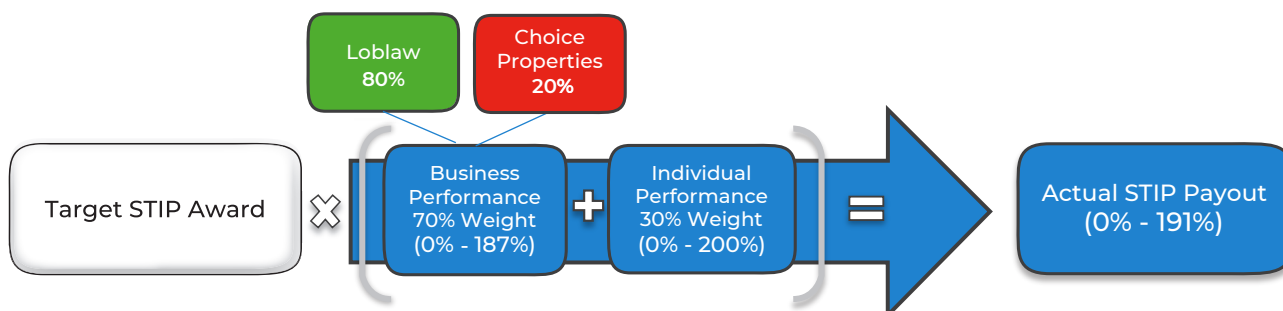 Loblaw
80%
Choice
Properties
20%
Target STIP Award
×
(
Business
Performance
70% Weight
(0% - 187%)
+
Individual
Performance
30% Weight
(0% - 200%)
)
=
Actual STIP Payout
(0% - 191%)